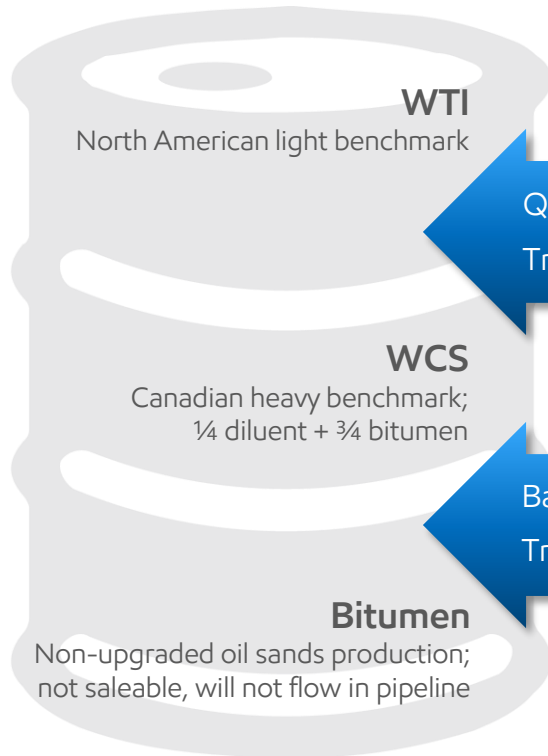 WTI
North American light benchmark
WCS
Canadian heavy benchmark;
¼ diluent + ¾ bitumen
Bitumen
Non-upgraded oil sands production;
not saleable, will not flow in pipeline